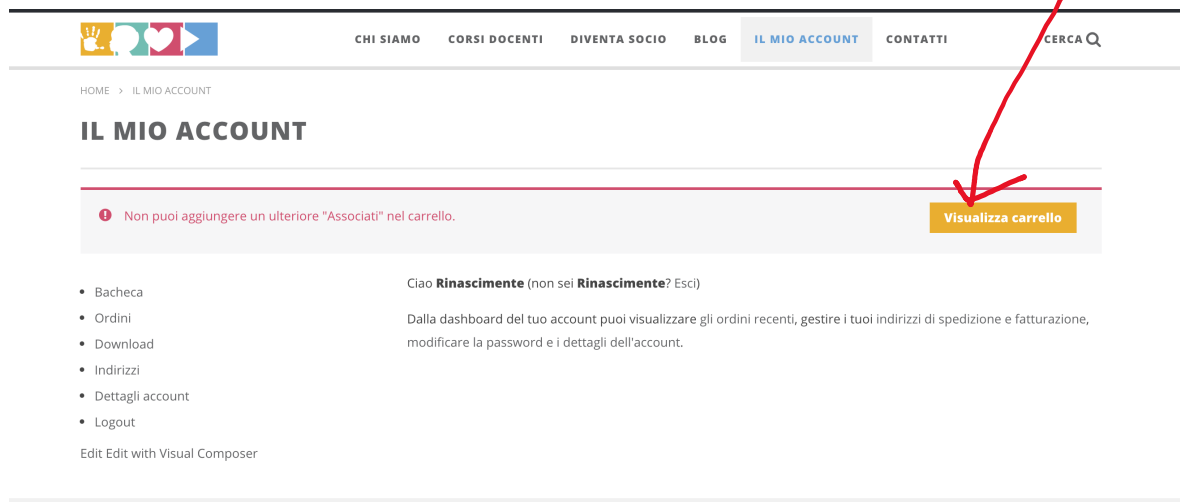 CHI SIAMO CORSI DOCENTI DIVENTA SOCIO BLOG IL MIO ACCOUNT CONTATTI CERCA
HOME > IL MIO ACCOUNT
IL MIO ACCOUNT
Non puoi aggiungere un ulteriore "Associati" nel carrello. Visualizza carrello
Ciao Rinascimente (non sei Rinascimente? Esci)
Dalla dashboard del tuo account puoi visualizzare gli ordini recenti, gestire i tuoi indirizzi di spedizione e fatturazione,
modificare la password e i dettagli dell'account.
Bacheca
Ordini
Download
Indirizzi
Dettagli account
Logout
Edit Edit with Visual Composer